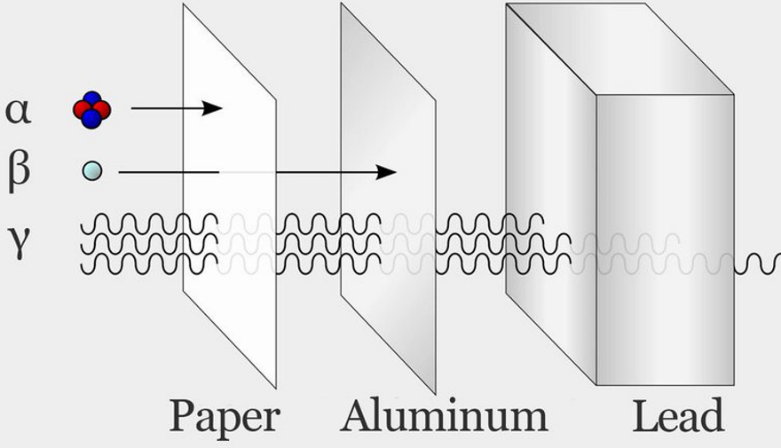 α
β
γ
Paper Aluminum Lead